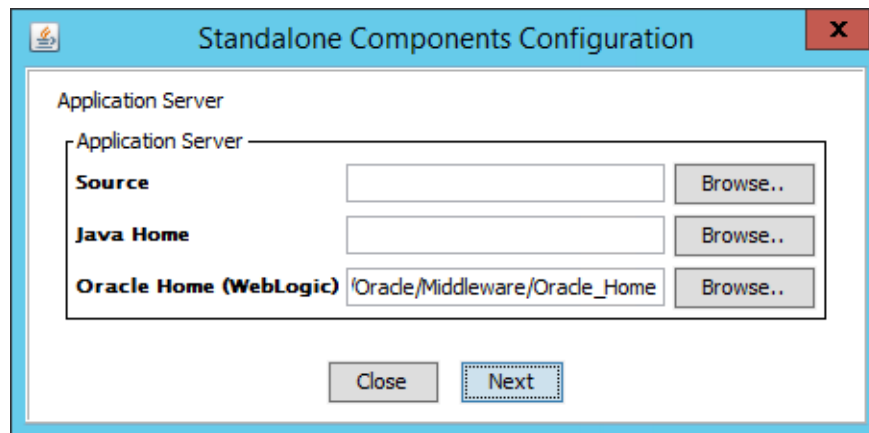 Standalone Components Configuration
x
Application Server
Application Server
Source Browse..
Java Home Browse..
Oracle Home (WebLogic) /Oracle/Middleware/Oracle_Home Browse..
Close Next